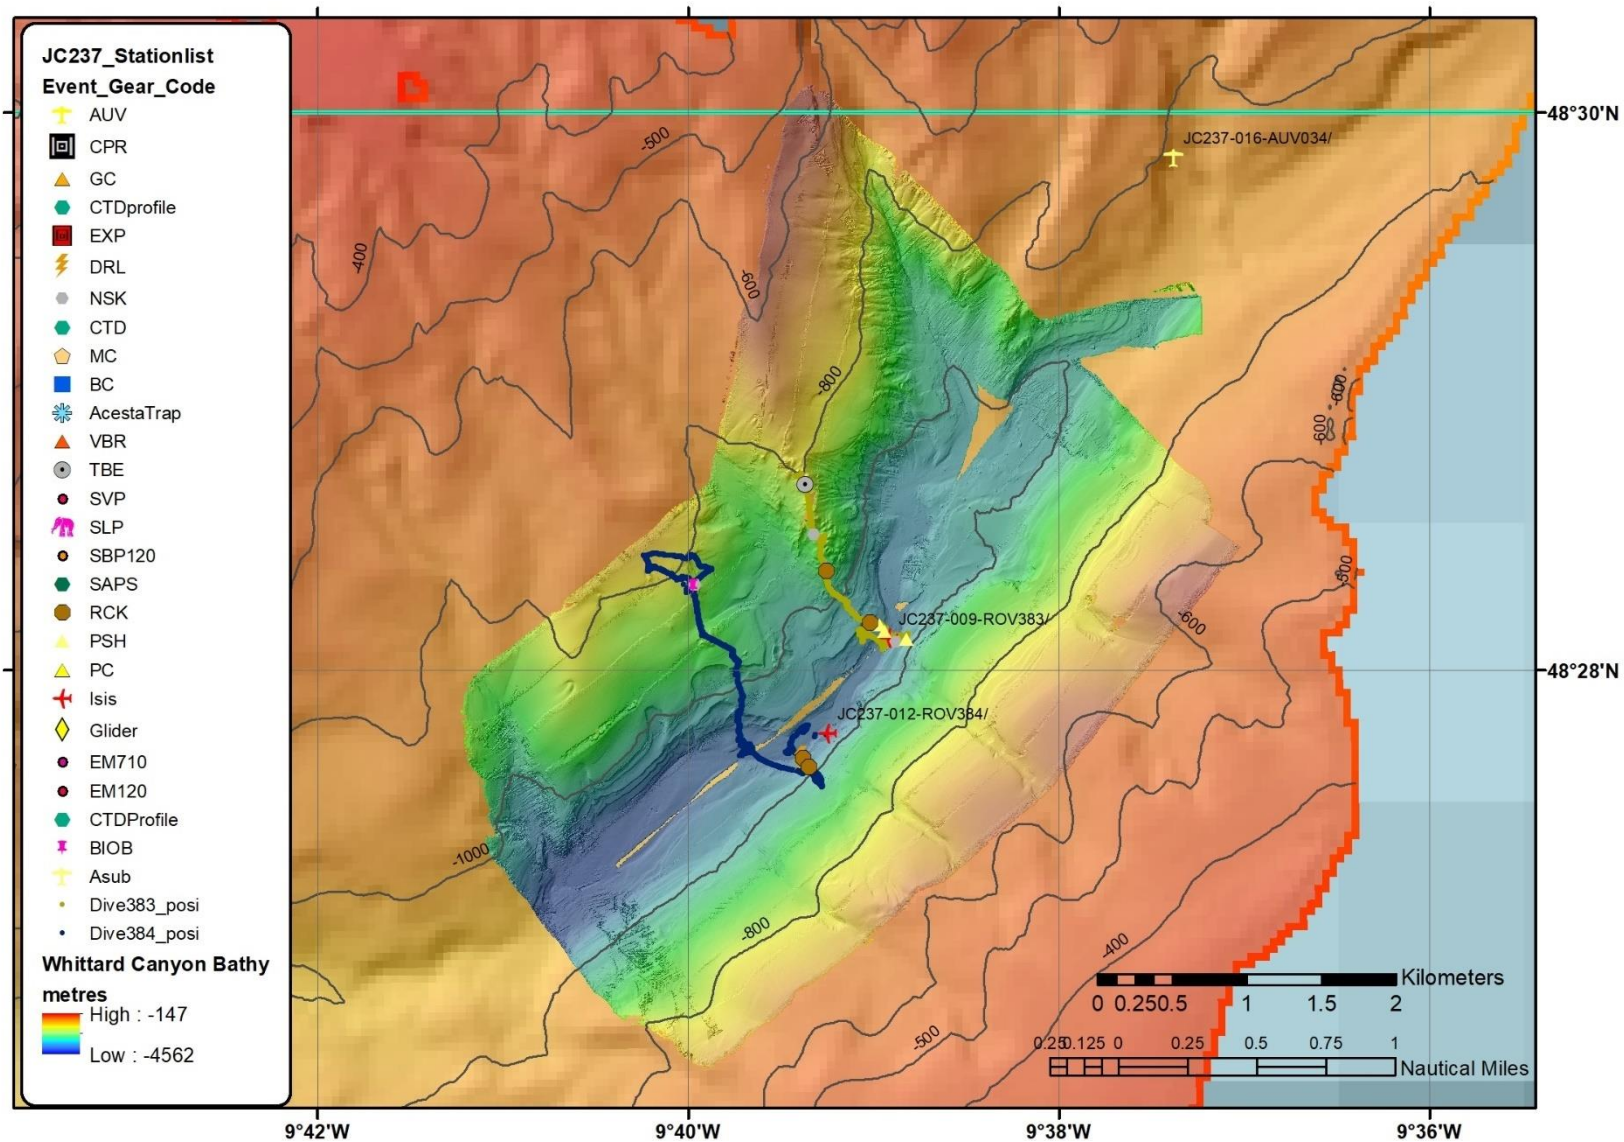 JC237_Stationlist
Event_Gear_Code
AUV
CPR
GC
CTDprofile
EXP
DRL
NSK
CTD
MC
BC
AcestaTrap
VBR
TBE
SVP
SLP
SBP120
SAPS
RCK
PSH
PC
Isis
Glider
EM710
EM120
CTDProfile
BIOB
Asub
Dive383_posi
Dive384_posi
Whittard Canyon Bathy
metres
High : -147
Low : -4562
48°30'N
JC237-016-AUV034/
-500
-400
-600
-800
-600
-600
-500
JC237-009-ROV383/
-600
48°28'N
JC237-012-ROV384/
-1000
-800
-400
-500
Kilometers
0 0.25 0.5 1 1.5 2
0.25 0.125 0 0.25 0.5 0.75 1
Nautical Miles
9°42'W 9°40'W 9°38'W 9°36'W